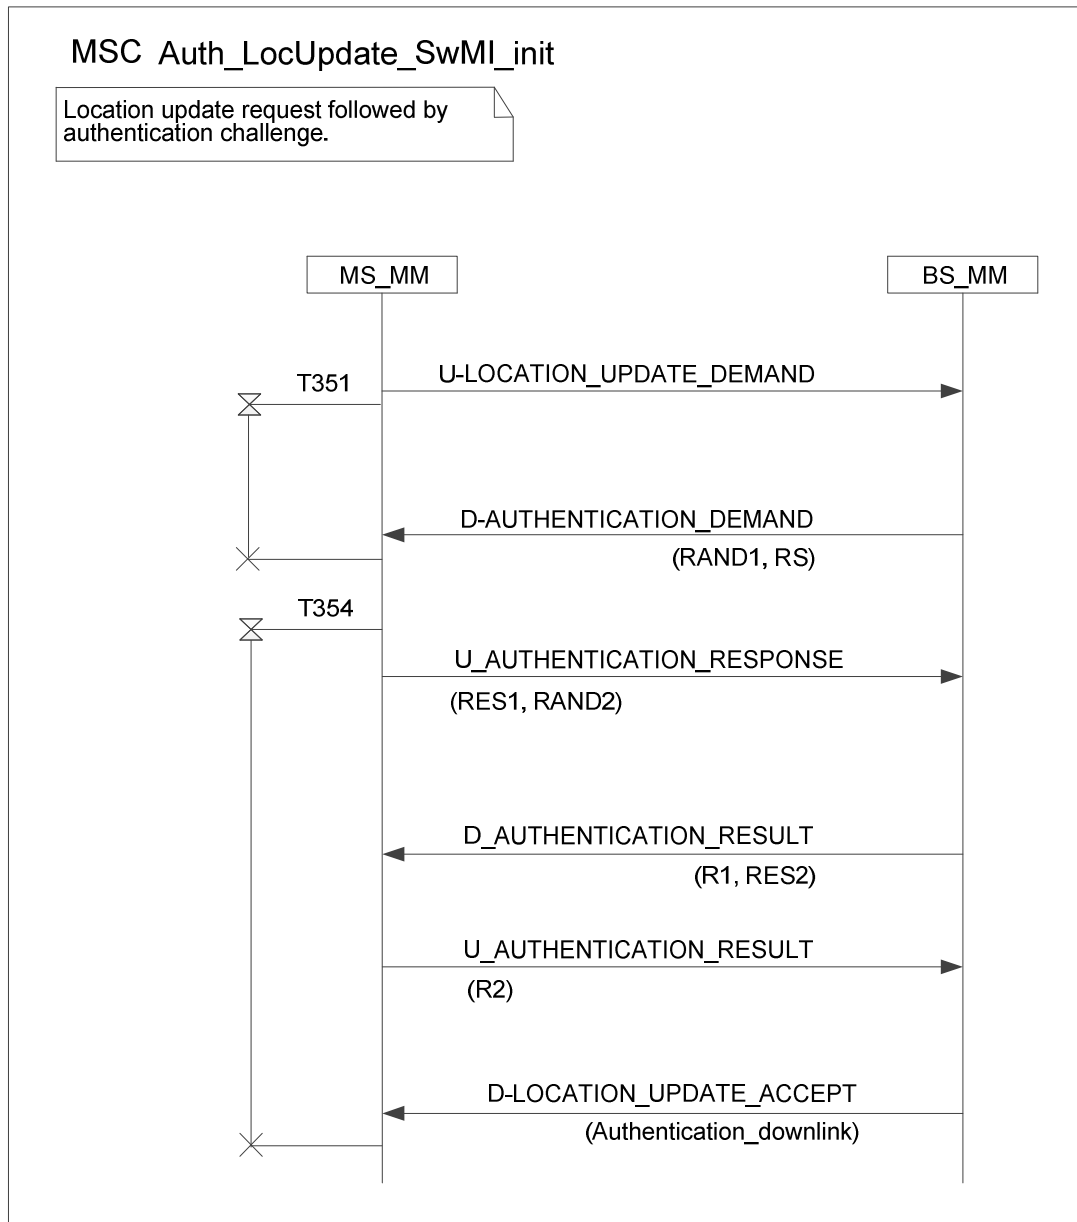 MSC Auth_LocUpdate_SwMI_init
Location update request followed by
authentication challenge.
MS_MM
BS_MM
U-LOCATION_UPDATE_DEMAND
T351
D-AUTHENTICATION_DEMAND
(RAND1, RS)
T354
U_AUTHENTICATION_RESPONSE
(RES1, RAND2)
D_AUTHENTICATION_RESULT
(R1, RES2)
U_AUTHENTICATION_RESULT
(R2)
D-LOCATION_UPDATE_ACCEPT
(Authentication_downlink)